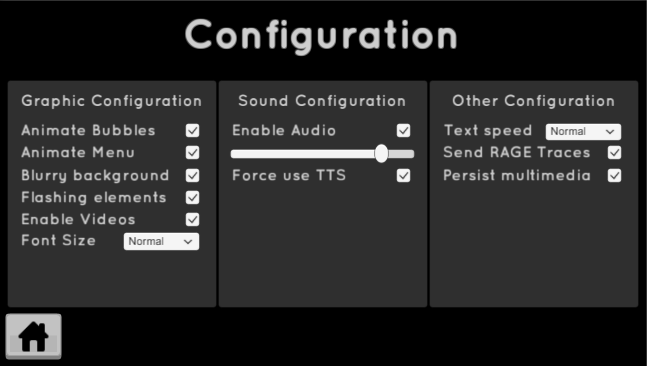 Configuration
Graphic Configuration
Animate Bubbles
Animate Menu
Blurry background
Flashing elements
Enable Videos
Font Size Normal
Sound Configuration
Enable Audio
Force use TTS
Other Configuration
Text speed Normal
Send RAGE Traces
Persist multimedia